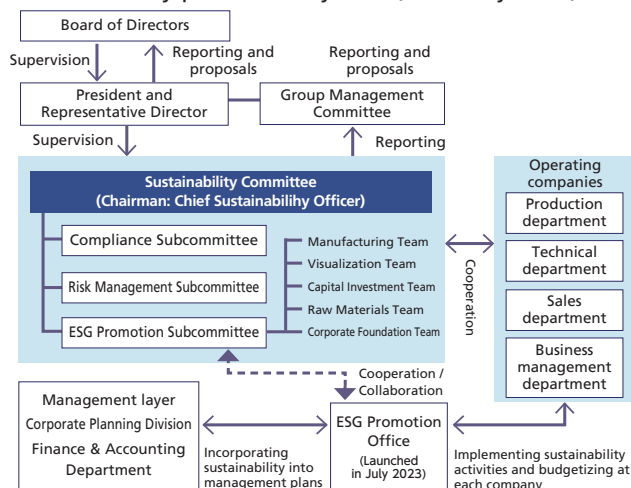 Board of Directors
Supervision
Reporting and
proposals
Reporting and
proposals
President and
Representative Director
Group Management
Committee
Supervision
Reporting
Sustainability Committee
(Chairman: Chief Sustainabilihy Officer)
Compliance Subcommittee
Risk Management Subcommittee
ESG Promotion Subcommittee
Manufacturing Team
Visualization Team
Capital Investment Team
Raw Materials Team
Corporate Foundation Team
Cooperation
Operating
companies
Production
department
Technical
department
Sales
department
Business
management
department
Cooperation /
Collaboration
Management layer
Corporate Planning Division
Finance & Accounting
Department
Incorporating
sustainability into
management plans
ESG Promotion
Office
(Launched
in July 2023)
Implementing sustainability
activities and budgetizing at
each company